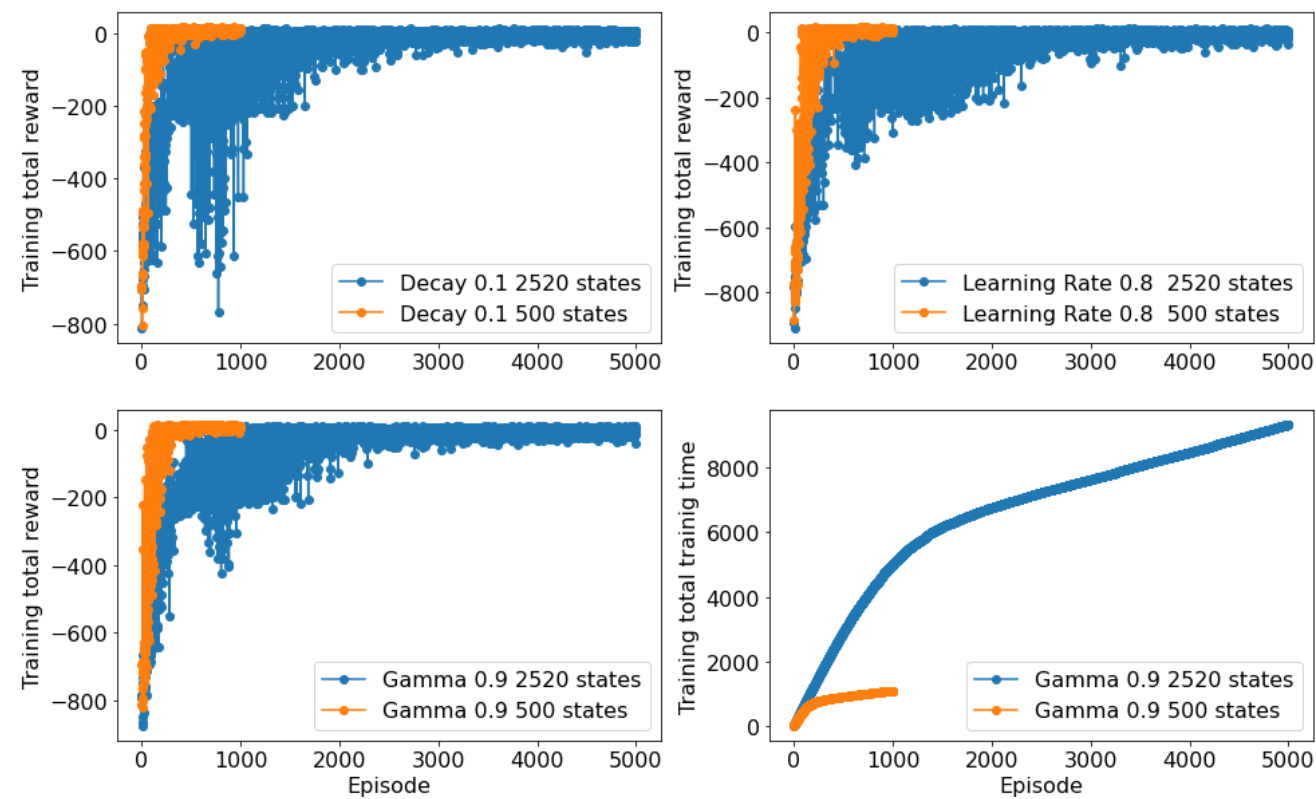 Training total reward
0
−200
−400
−600
−800
0 1000 2000 3000 4000 5000
Decay 0.1 2520 states
Decay 0.1 500 states
Training total reward
0
−200
−400
−600
−800
0 1000 2000 3000 4000 5000
Learning Rate 0.8  2520 states
Learning Rate 0.8  500 states
Training total reward
0
−200
−400
−600
−800
0 1000 2000 3000 4000 5000
Episode
Gamma 0.9 2520 states
Gamma 0.9 500 states
Training total trainig time
8000
6000
4000
2000
0
0 1000 2000 3000 4000 5000
Episode
Gamma 0.9 2520 states
Gamma 0.9 500 states